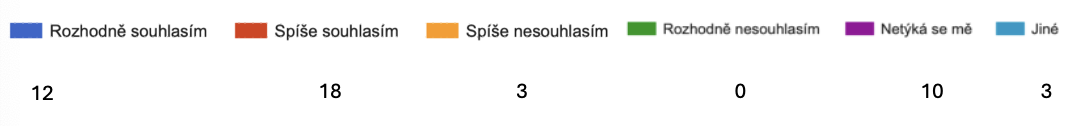 Rozhodně souhlasím Spíše souhlasím Spíše nesouhlasím Rozhodně nesouhlasím Netýká se mě Jiné
12 18 3 0 10 3